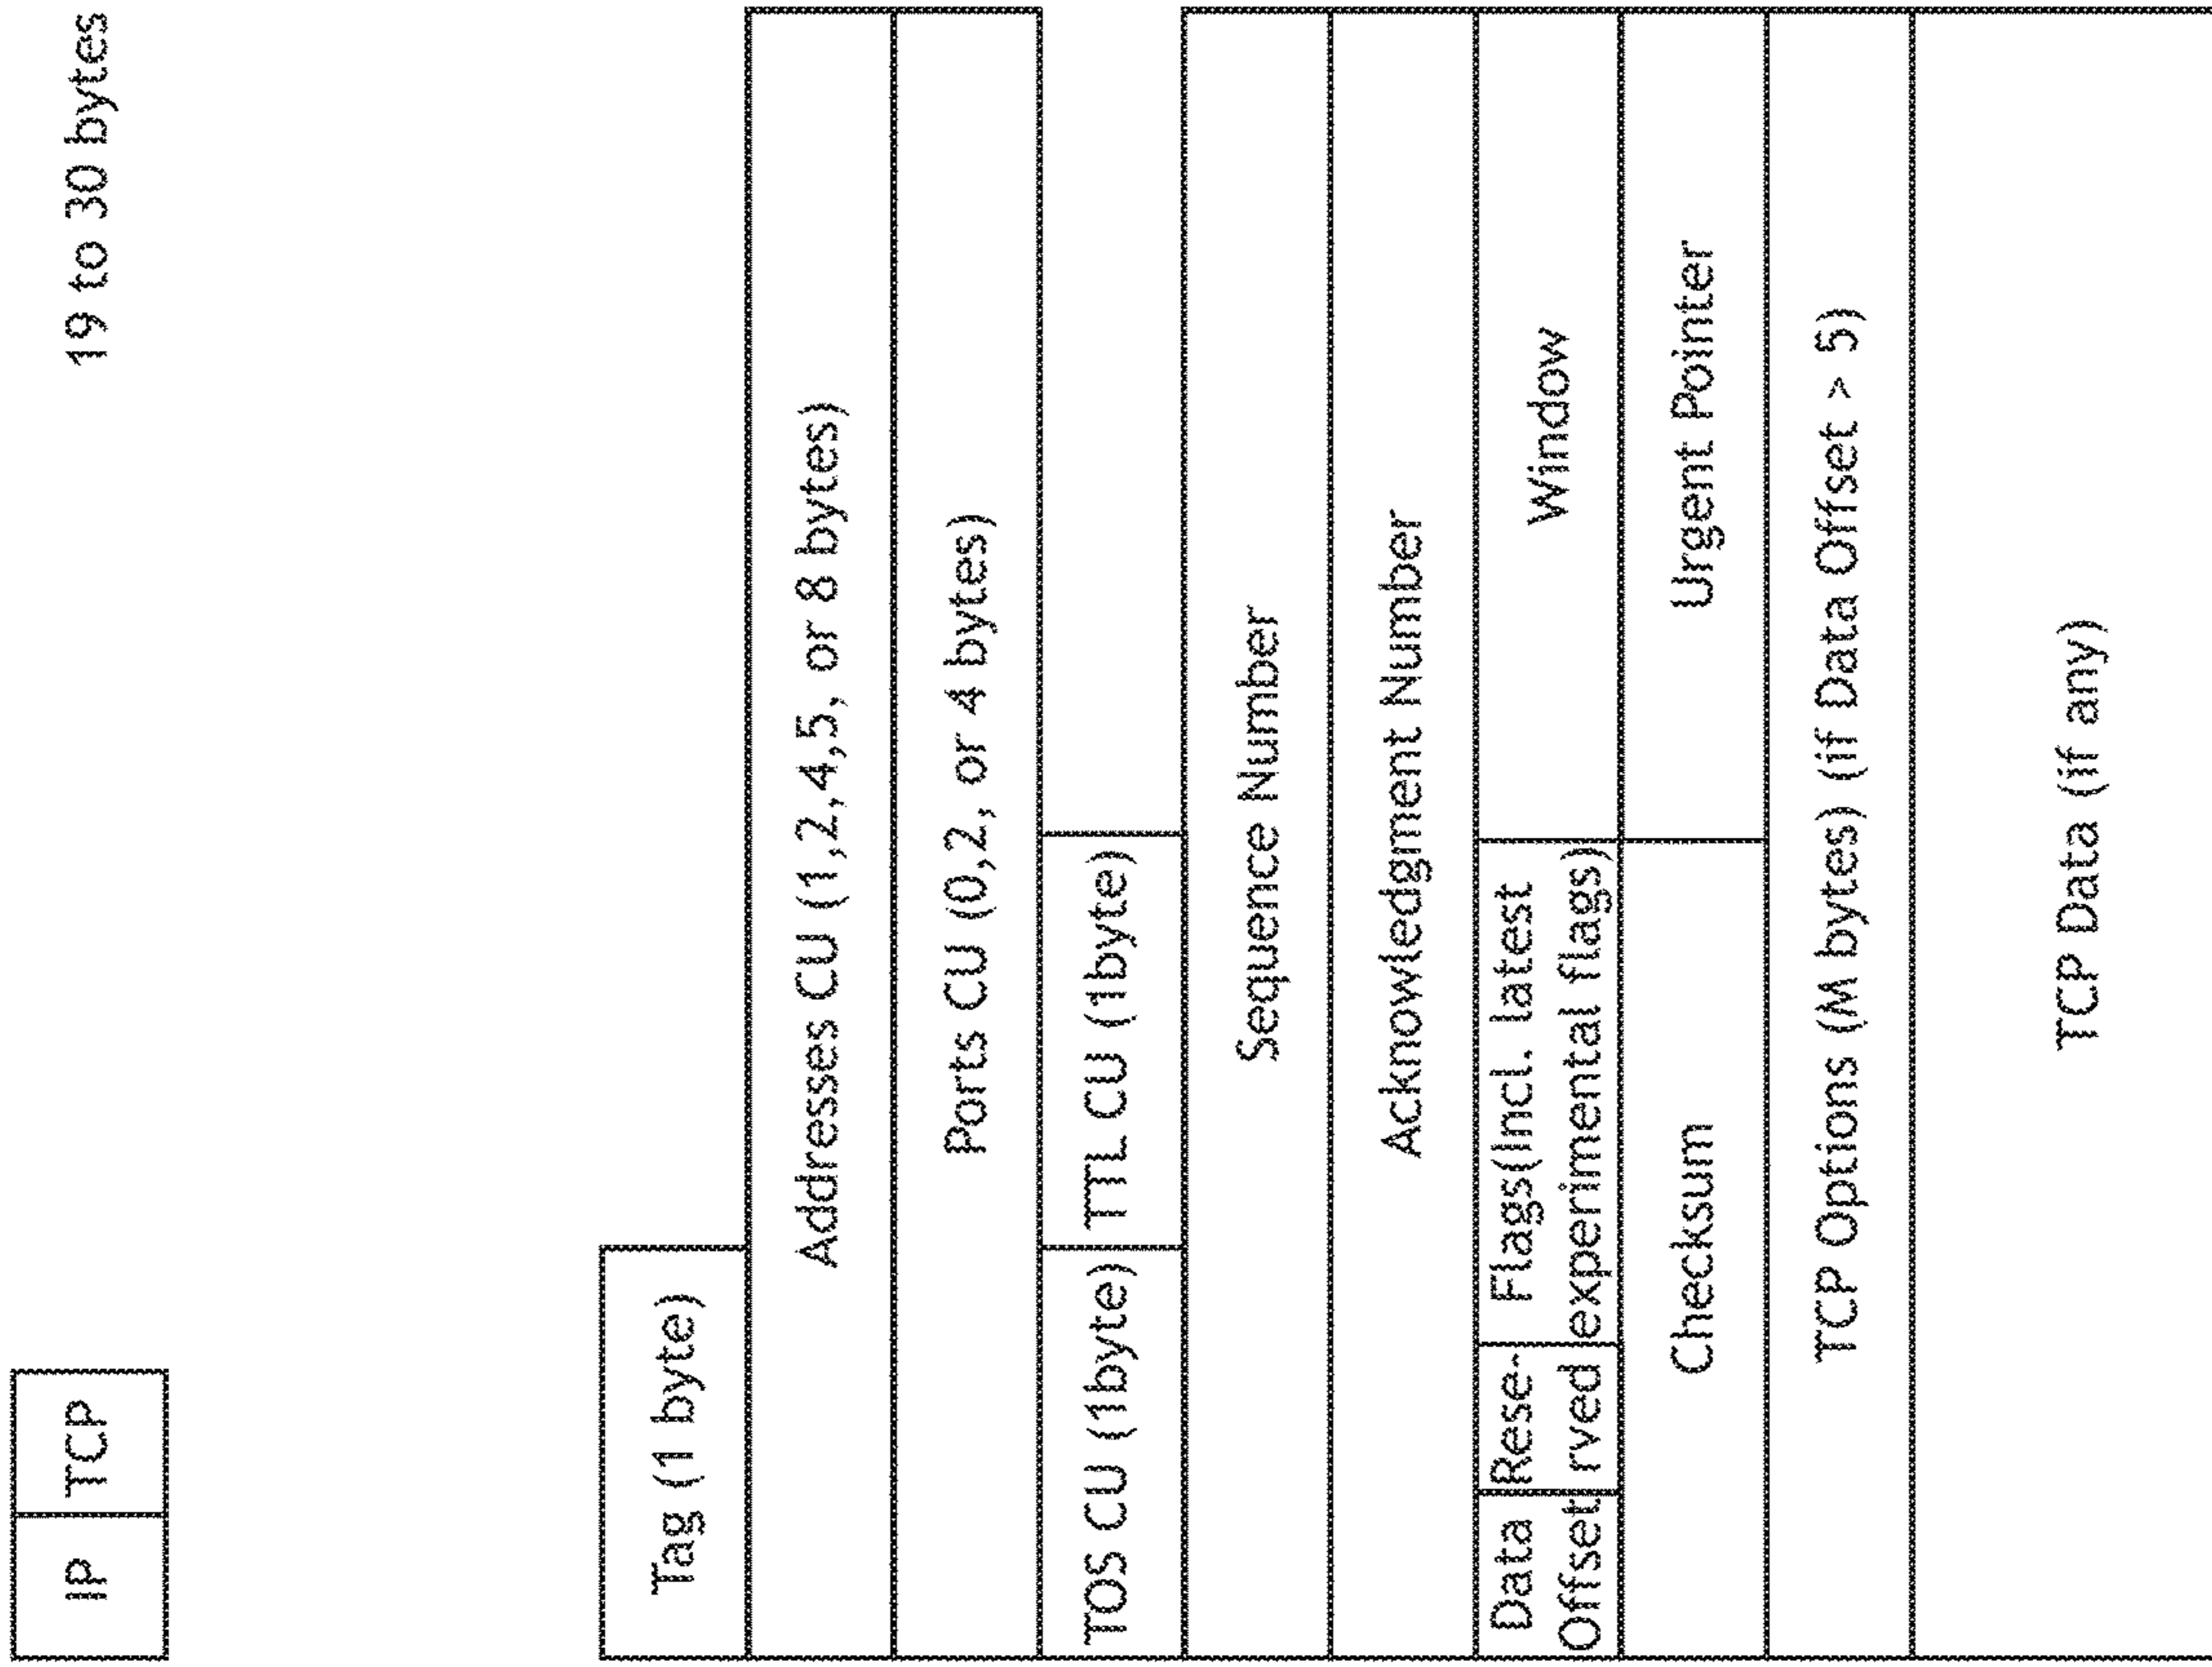 IP TCP 19 to 30 bytes
Tag (1 byte)
Addresses CU (1,2,4,5, or 8 bytes)
Ports CU (0,2, or 4 bytes)
TOS CU (1byte) TTL CU (1byte)
Sequence Number
Acknowledgment Number
Data Rese- Flags(Incl. latest Window
Offset rved experimental flags)
Checksum Urgent Pointer
TCP Options (M bytes) (if Data Offset > 5)
TCP Data (if any)